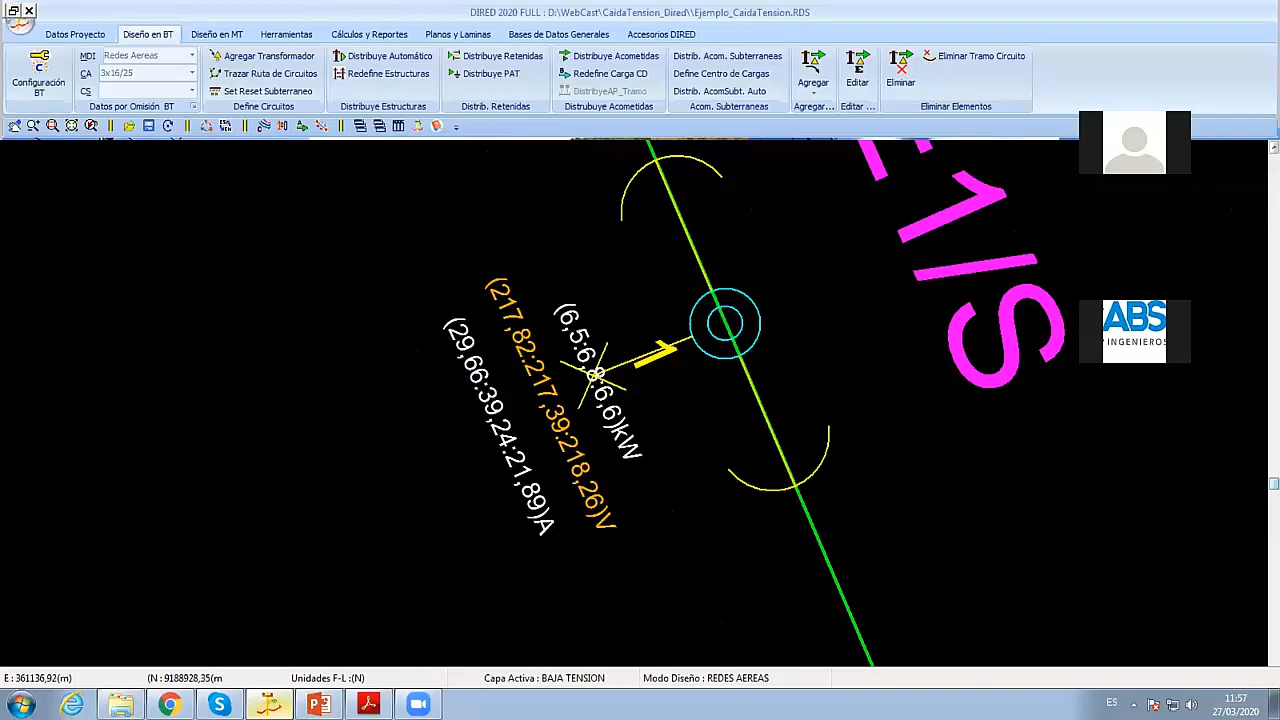 DIRED 2020 FULL : D:\WebCast\CaidaTension_Dired\\Ejemplo_CaidaTension.RDS
Datos Proyecto
Diseño en BT
Diseño en MT
Herramientas
Cálculos y Reportes
Planos y Laminas
Bases de Datos Generales
Accesorios DIRED
Configuración
BT
MDI
Redes Aereas
CA
3x16/25
CS
Datos por Omisión BT
Agregar Transformador
Trazar Ruta de Circuitos
Set Reset Subterraneo
Define Circuitos
Distribuye Automático
Redefine Estructuras
Distribuye Estructuras
Distribuye Retenidas
Distribuye PAT
Distrib. Retenidas
Distribuye Acometidas
Redefine Carga CD
DistribyeAP_Tramo
Distrubuye Acometidas
Distrib. Acom. Subterraneas
Define Centro de Cargas
Distrib. AcomSubt. Auto
Acom. Subterraneas
Agregar
Agregar...
Editar
Editar ...
Eliminar
Eliminar Tramo Circuito
Eliminar Elementos
1/S
ABS
INGENIEROS
1
(6,5:6,8:6,6)kW
(217,82:217,39:218,26)V
(29,66:39,24:21,89)A
E : 361136,92(m)
(N : 9188928,35(m
Unidades F-L :(N)
Capa Activa : BAJA TENSION
Modo Diseño : REDES AEREAS
ES
11:57
27/03/2020